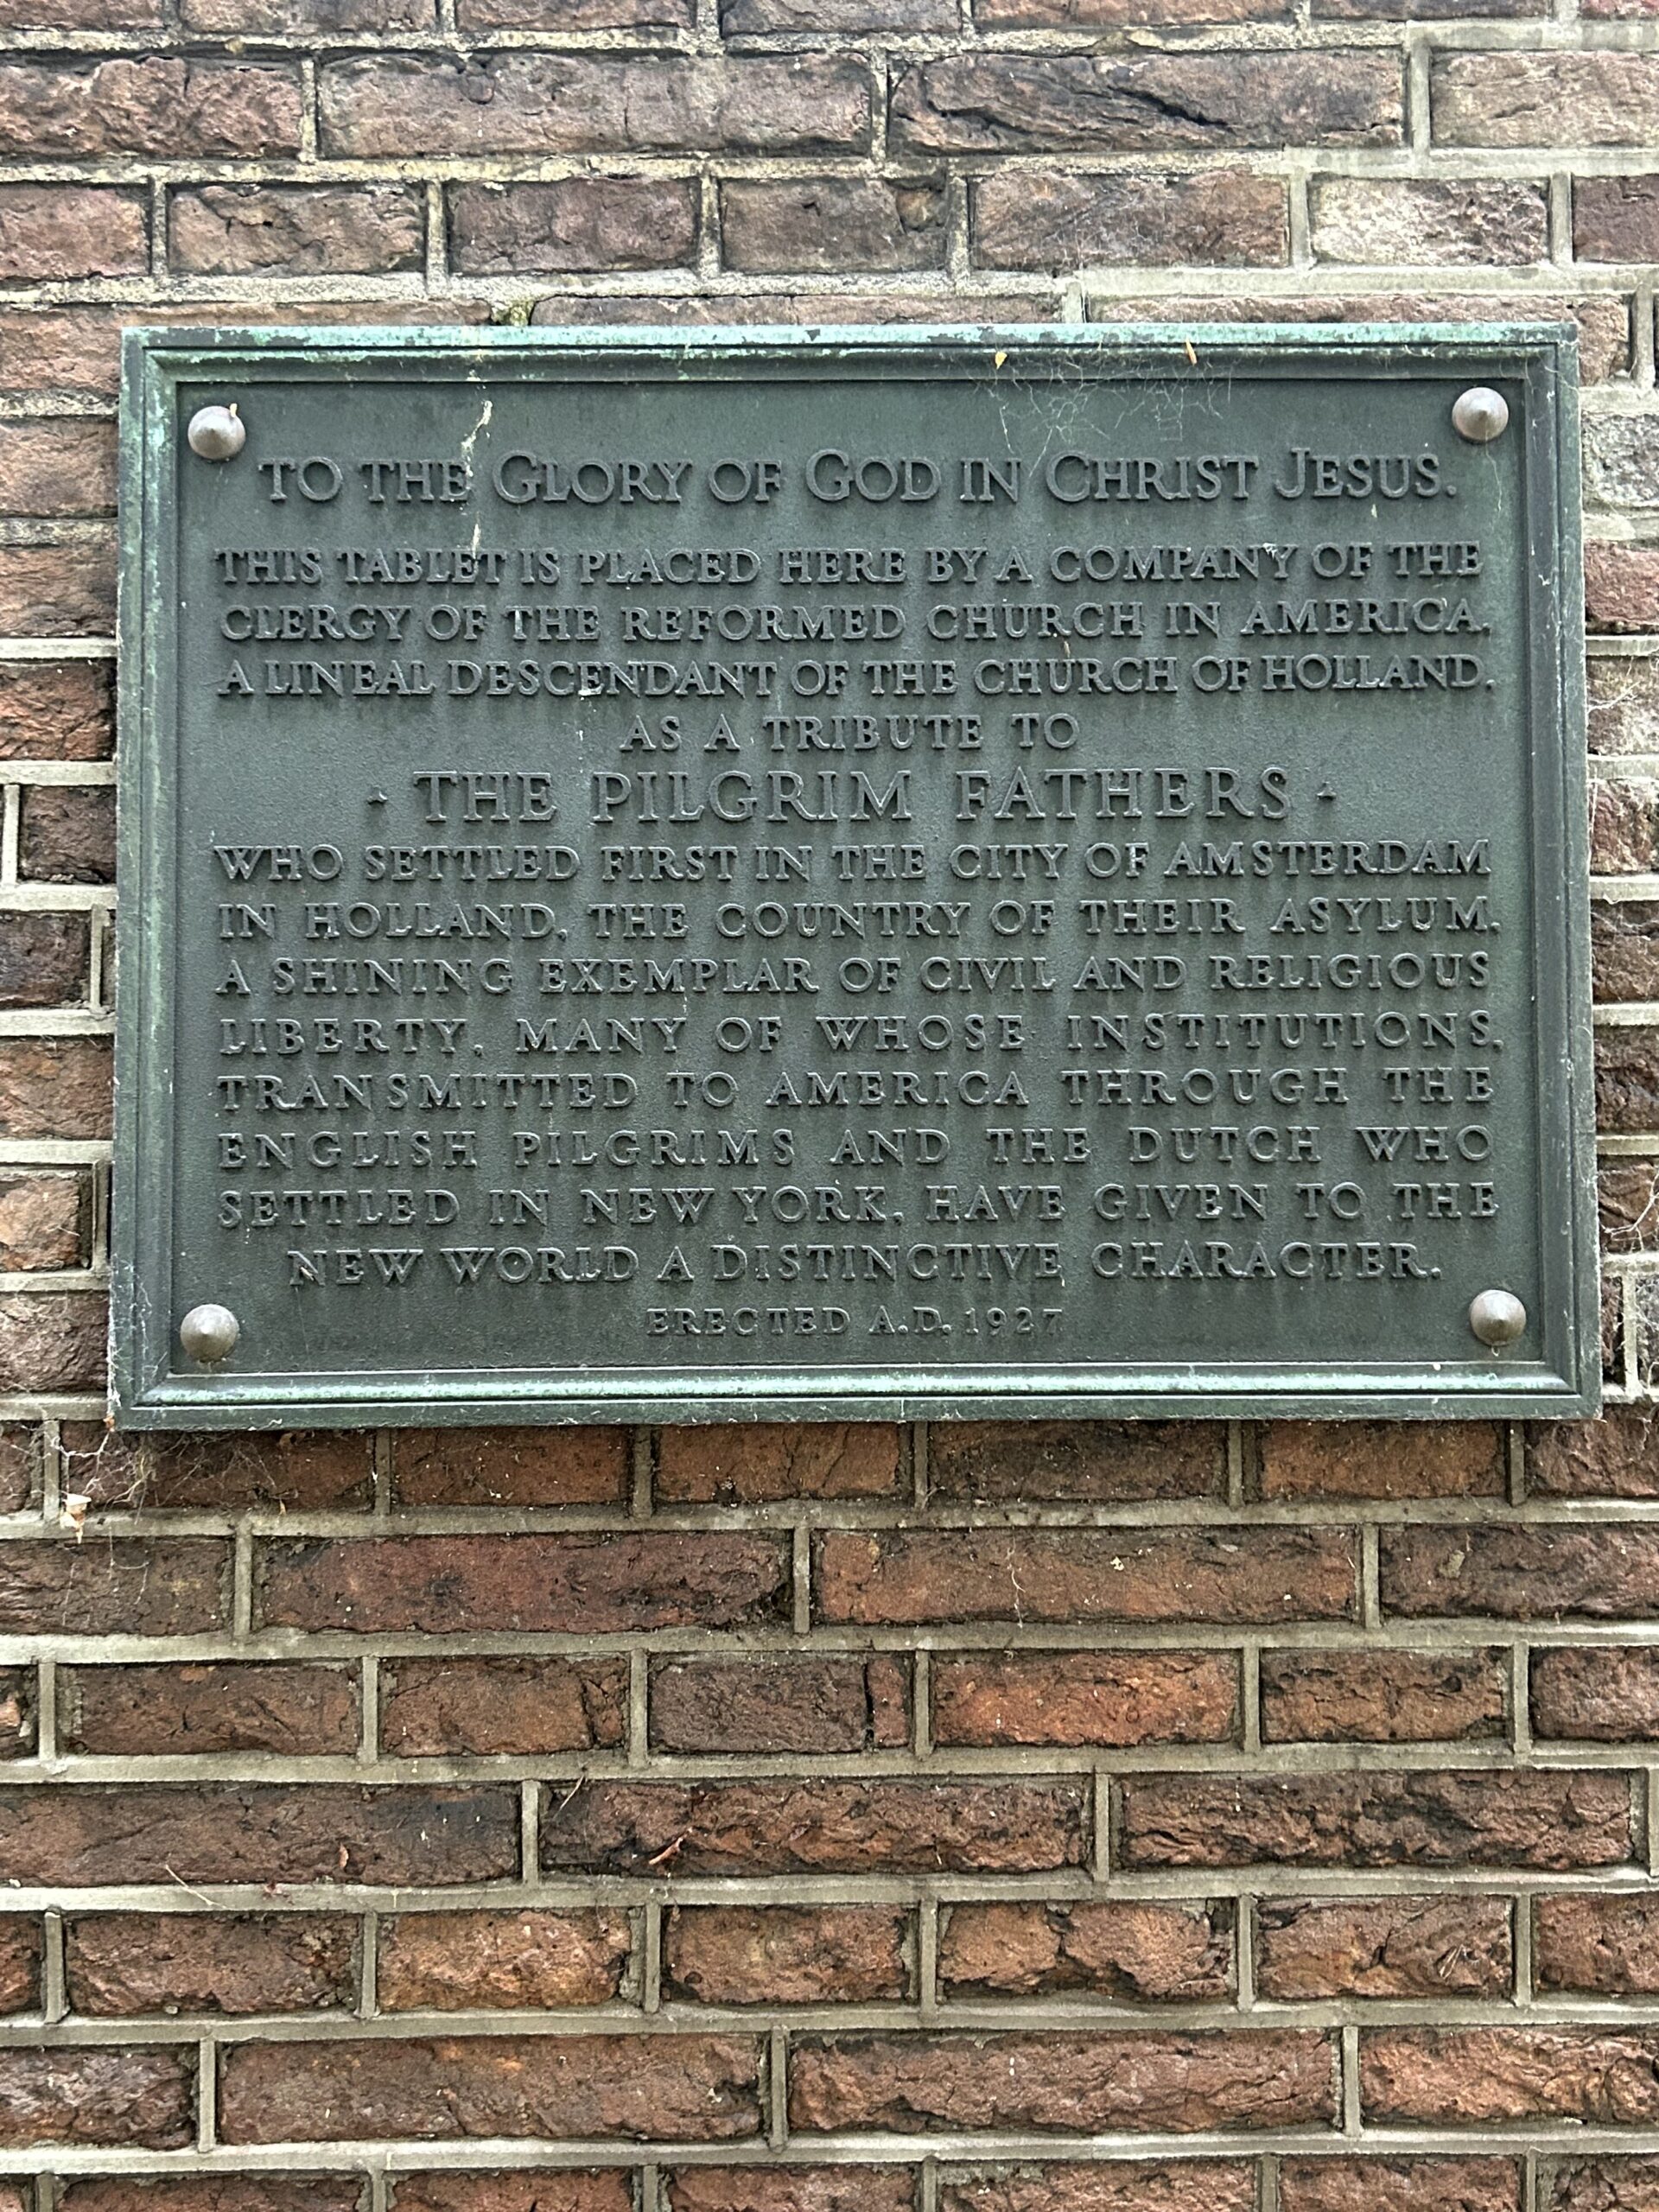 TO THE GLORY OF GOD IN CHRIST JESUS.
THIS TABLET IS PLACED HERE BY A COMPANY OF THE
CLERGY OF THE REFORMED CHURCH IN AMERICA,
A LINEAL DESCENDANT OF THE CHURCH OF HOLLAND,
AS A TRIBUTE TO
· THE PILGRIM FATHERS ·
WHO SETTLED FIRST IN THE CITY OF AMSTERDAM
IN HOLLAND, THE COUNTRY OF THEIR ASYLUM,
A SHINING EXEMPLAR OF CIVIL AND RELIGIOUS
LIBERTY, MANY OF WHOSE INSTITUTIONS,
TRANSMITTED TO AMERICA THROUGH THE
ENGLISH PILGRIMS AND THE DUTCH WHO
SETTLED IN NEW YORK, HAVE GIVEN TO THE
NEW WORLD A DISTINCTIVE CHARACTER.
ERECTED A.D. 1927